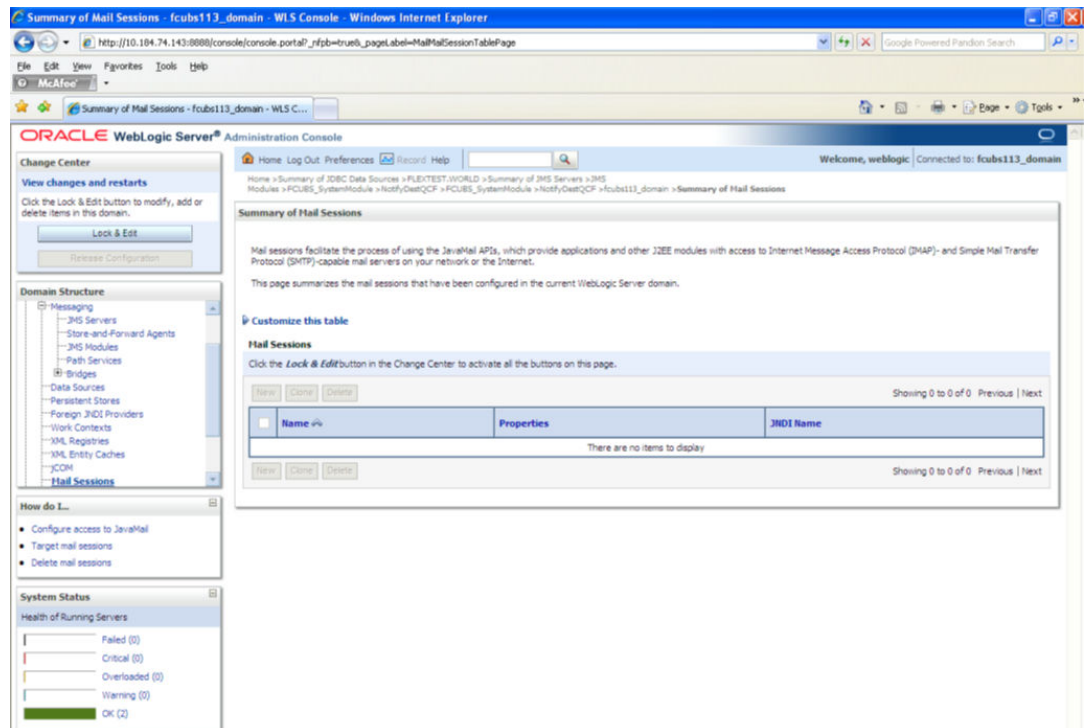 Summary of Mail Sessions - fcubs113_domain - WLS Console - Windows Internet Explorer
http://10.184.74.143:8888/console/console.portal?_nfpb=true&_pageLabel=MailMailSessionTablePage
Google Powered Pandion Search
File Edit View Favorites Tools Help
McAfee
Summary of Mail Sessions - fcubs113_domain - WLS C...
Page Tools
ORACLE WebLogic Server® Administration Console
Change Center
View changes and restarts
Click the Lock & Edit button to modify, add or
delete items in this domain.
Lock & Edit
Release Configuration
Domain Structure
Messaging
JMS Servers
Store-and-Forward Agents
JMS Modules
Path Services
Bridges
Data Sources
Persistent Stores
Foreign JNDI Providers
Work Contexts
XML Registries
XML Entity Caches
jCOM
Mail Sessions
How do I...
Configure access to JavaMail
Target mail sessions
Delete mail sessions
System Status
Health of Running Servers
Failed (0)
Critical (0)
Overloaded (0)
Warning (0)
OK (2)
Home Log Out Preferences Record Help
Welcome, weblogic Connected to: fcubs113_domain
Home >Summary of JDBC Data Sources >FLEXTEST.WORLD >Summary of JMS Servers >JMS
Modules >FCUBS_SystemModule >NotifyDestQCF >FCUBS_SystemModule >NotifyDestQCF >fcubs113_domain >Summary of Mail Sessions
Summary of Mail Sessions
Mail sessions facilitate the process of using the JavaMail APIs, which provide applications and other J2EE modules with access to Internet Message Access Protocol (IMAP)- and Simple Mail Transfer
Protocol (SMTP)-capable mail servers on your network or the Internet.
This page summarizes the mail sessions that have been configured in the current WebLogic Server domain.
Customize this table
Mail Sessions
Click the Lock & Edit button in the Change Center to activate all the buttons on this page.
New Clone Delete Showing 0 to 0 of 0 Previous | Next
Name Properties JNDI Name
There are no items to display
New Clone Delete Showing 0 to 0 of 0 Previous | Next